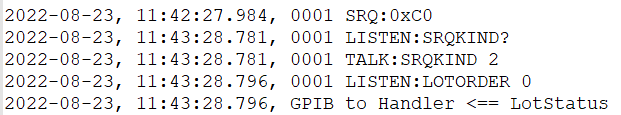 2022-08-23, 11:42:27.984, 0001 SRQ:0xC0
2022-08-23, 11:43:28.781, 0001 LISTEN:SRQKIND?
2022-08-23, 11:43:28.781, 0001 TALK:SRQKIND 2
2022-08-23, 11:43:28.796, 0001 LISTEN:LOTORDER 0
2022-08-23, 11:43:28.796, GPIB to Handler <== LotStatus